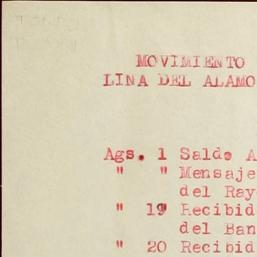 MOVIMIENTO
LINA DEL ALAMO
Ags. 1 Saldo A
" " Mensaje
del Ray
" 19 Recibid
del Ban
" 20 Recibid